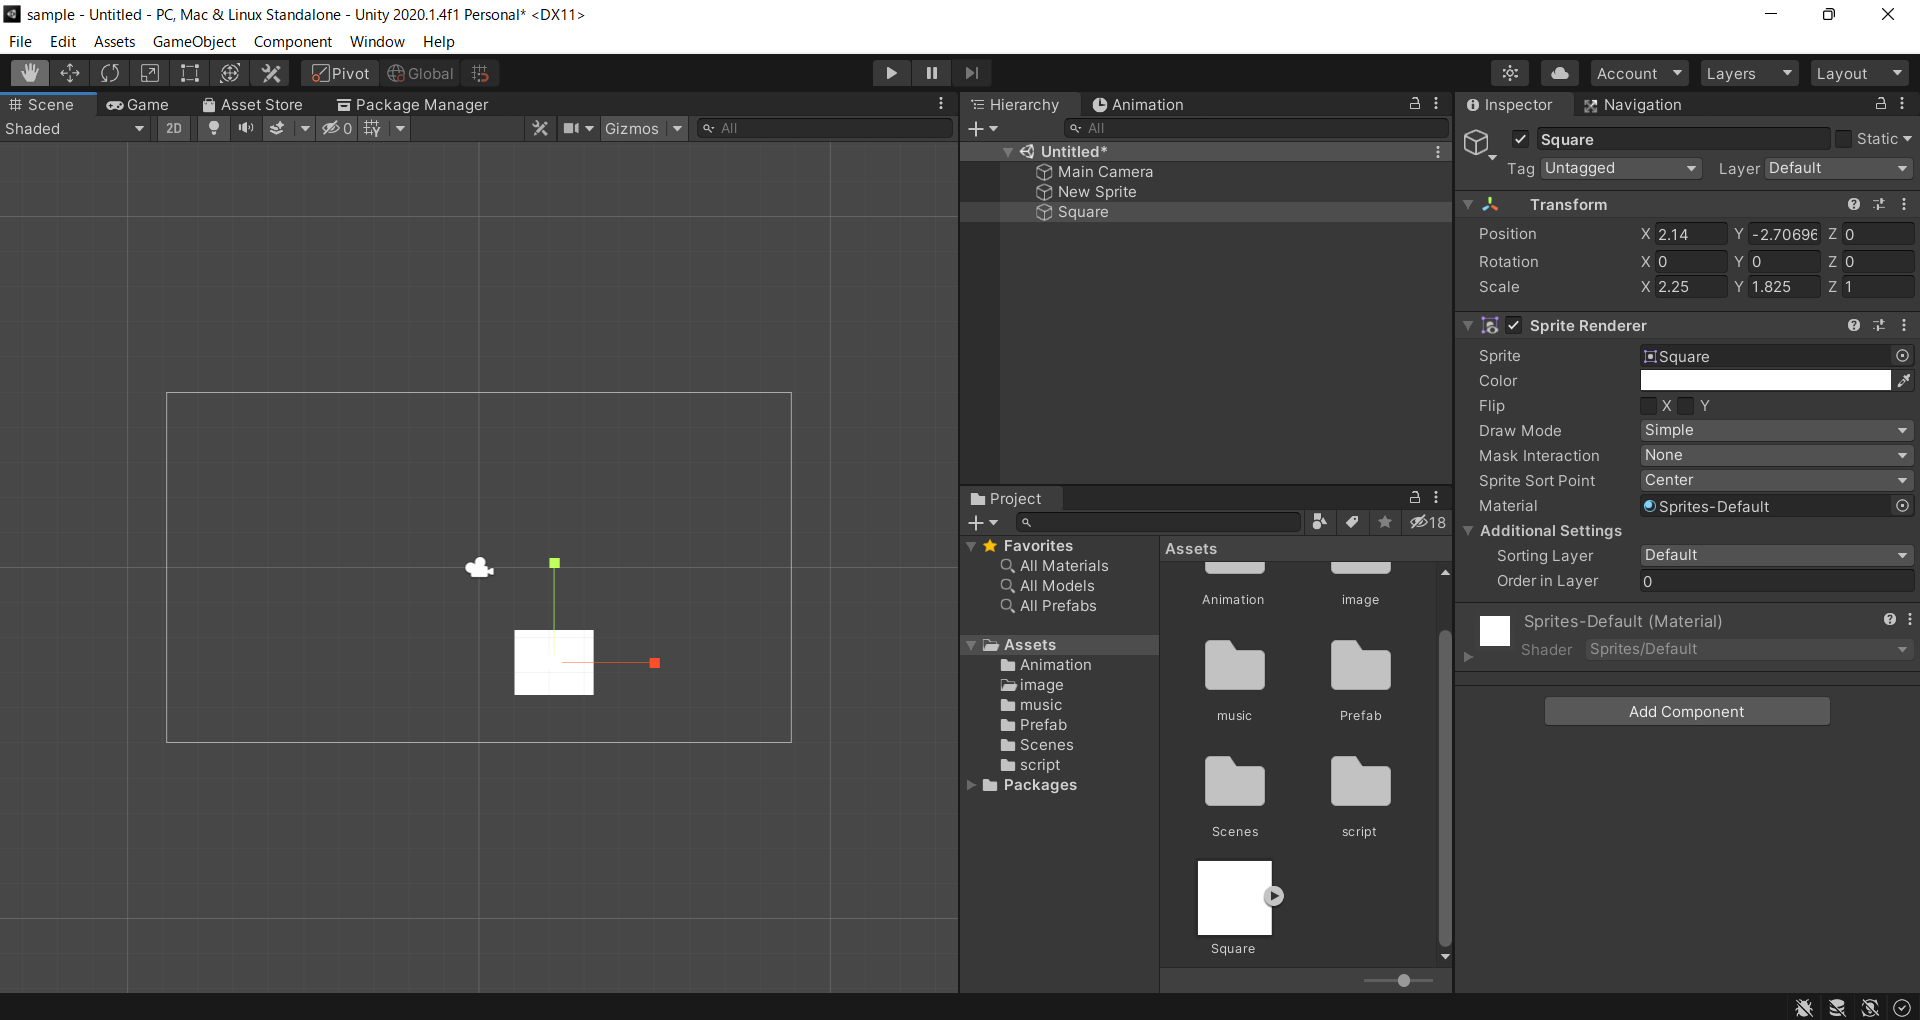 sample - Untitled - PC, Mac & Linux Standalone - Unity 2020.1.4f1 Personal* <DX11>
File Edit Assets GameObject Component Window Help
Pivot Global Account Layers Layout
Scene Game Asset Store Package Manager
Shaded 2D 0 Gizmos All
Hierarchy Animation
All
Untitled*
Main Camera
New Sprite
Square
Project
18
Favorites
All Materials
All Models
All Prefabs
Assets
Animation
image
music
Prefab
Scenes
script
Packages
Assets
Animation image
music Prefab
Scenes script
Square
Inspector Navigation
Square Static
Tag Untagged Layer Default
Transform
Position X 2.14 Y -2.70696 Z 0
Rotation X 0 Y 0 Z 0
Scale X 2.25 Y 1.825 Z 1
Sprite Renderer
Sprite Square
Color
Flip X Y
Draw Mode Simple
Mask Interaction None
Sprite Sort Point Center
Material Sprites-Default
Additional Settings
Sorting Layer Default
Order in Layer 0
Sprites-Default (Material)
Shader Sprites/Default
Add Component